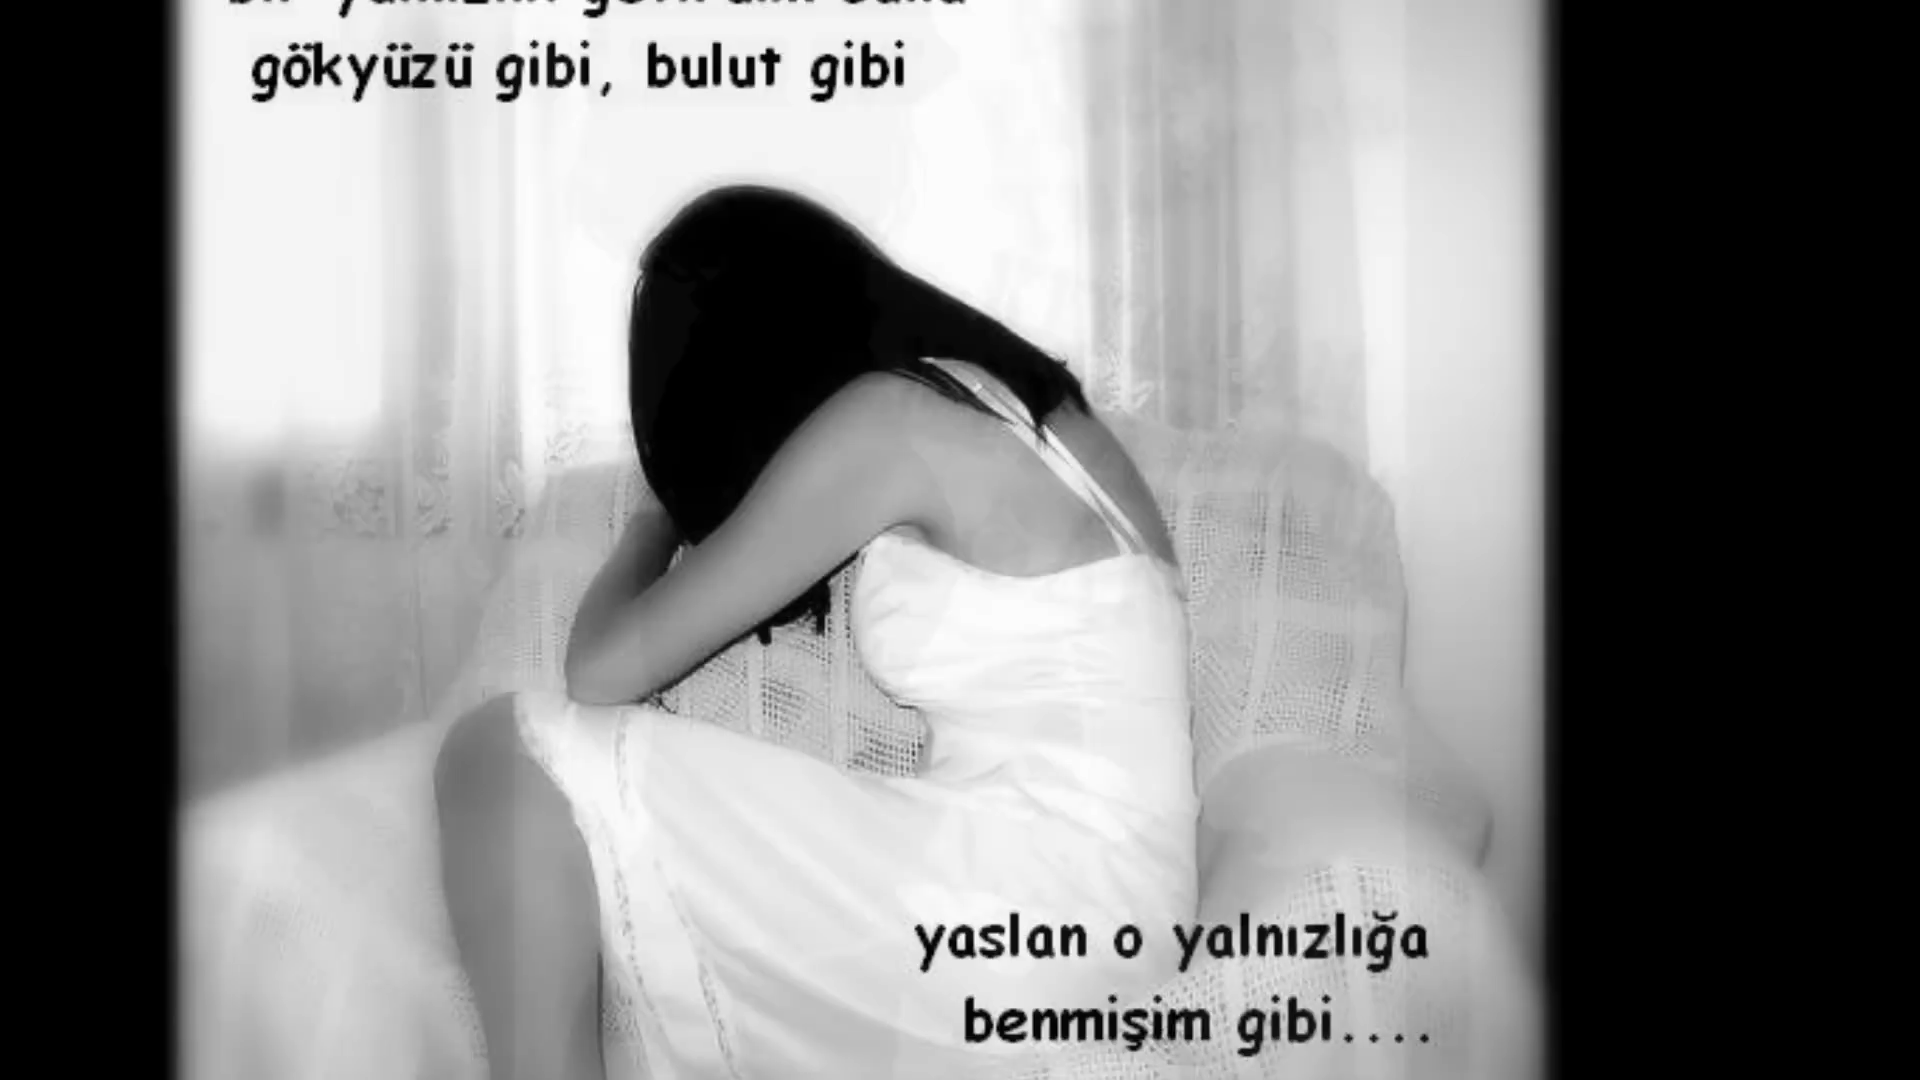 gökyüzü gibi, bulut gibi
yaslan o yalnızlığa
benmişim gibi....